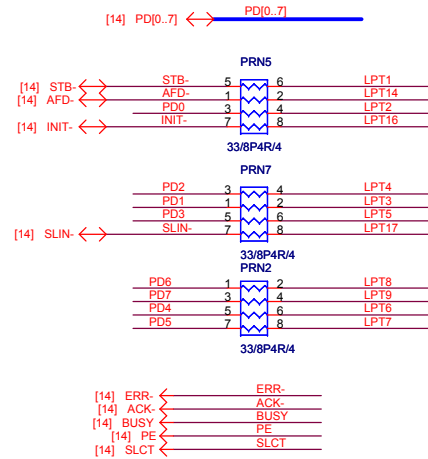 [14] PD[0..7] PD[0..7]
PRN5
[14] STB- STB- 5 6 LPT1
[14] AFD- AFD- 1 2 LPT14
PD0 3 4 LPT2
[14] INIT- INIT- 7 8 LPT16
33/8P4R/4
PRN7
PD2 3 4 LPT4
PD1 1 2 LPT3
PD3 5 6 LPT5
[14] SLIN- SLIN- 7 8 LPT17
33/8P4R/4
PRN2
PD6 1 2 LPT8
PD7 3 4 LPT9
PD4 5 6 LPT6
PD5 7 8 LPT7
33/8P4R/4
[14] ERR- ERR-
[14] ACK- ACK-
[14] BUSY BUSY
[14] PE PE
[14] SLCT SLCT